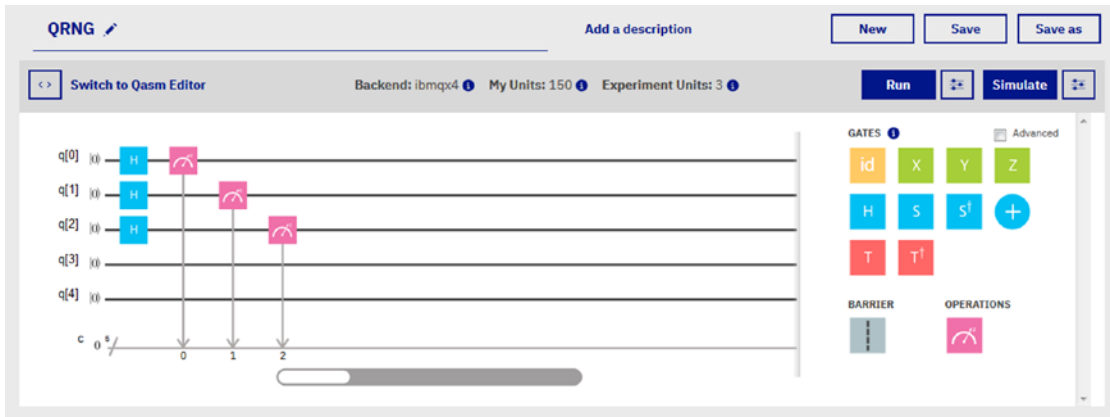 QRNG Add a description New Save Save as
<> Switch to Qasm Editor Backend: ibmqx4 My Units: 150 Experiment Units: 3 Run Simulate
GATES Advanced
q[0] |0⟩ H
id X Y Z
q[1] |0⟩ H
q[2] |0⟩ H
H S S† +
q[3] |0⟩
T T†
q[4] |0⟩
BARRIER OPERATIONS
c 0 5
0 1 2